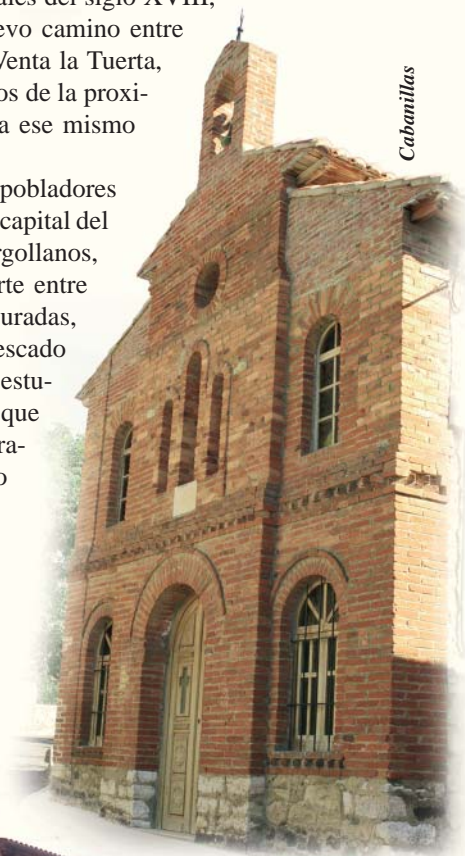 ales del siglo XVIII,
evo camino entre
Venta la Tuerta,
os de la proxi-
a ese mismo
pobladores
capital del
rgollanos,
rte entre
uradas,
escado
estu-
que
ra-
o
Cabanillas